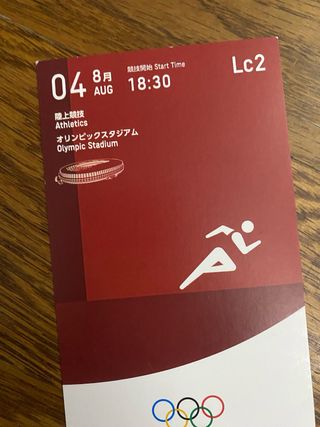 04 8月 AUG
競技開始 Start Time
18:30
Lc2
陸上競技
Athletics
オリンピックスタジアム
Olympic Stadium